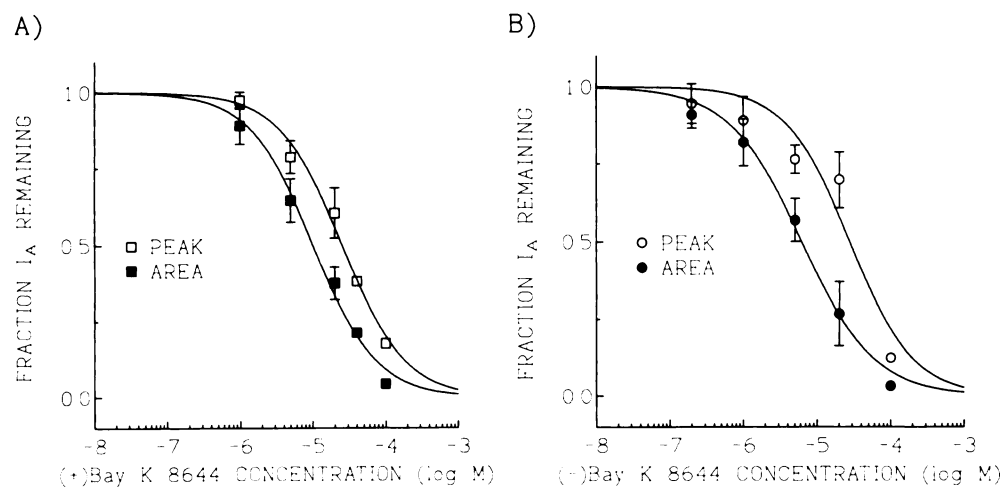 A)
FRACTION IA REMAINING
1.0
0.5
0.0
PEAK
AREA
-8 -7 -6 -5 -4 -3
(+)Bay K 8644 CONCENTRATION (log M)
B)
FRACTION IA REMAINING
1.0
0.5
0.0
PEAK
AREA
-8 -7 -6 -5 -4 -3
(-)Bay K 8644 CONCENTRATION (log M)